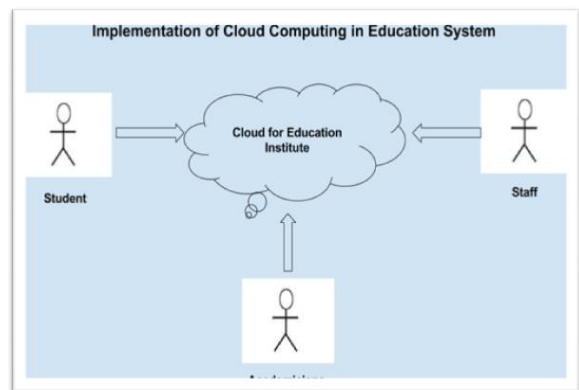 Implementation of Cloud Computing in Education System
Cloud for Education
Institute
Student
Staff